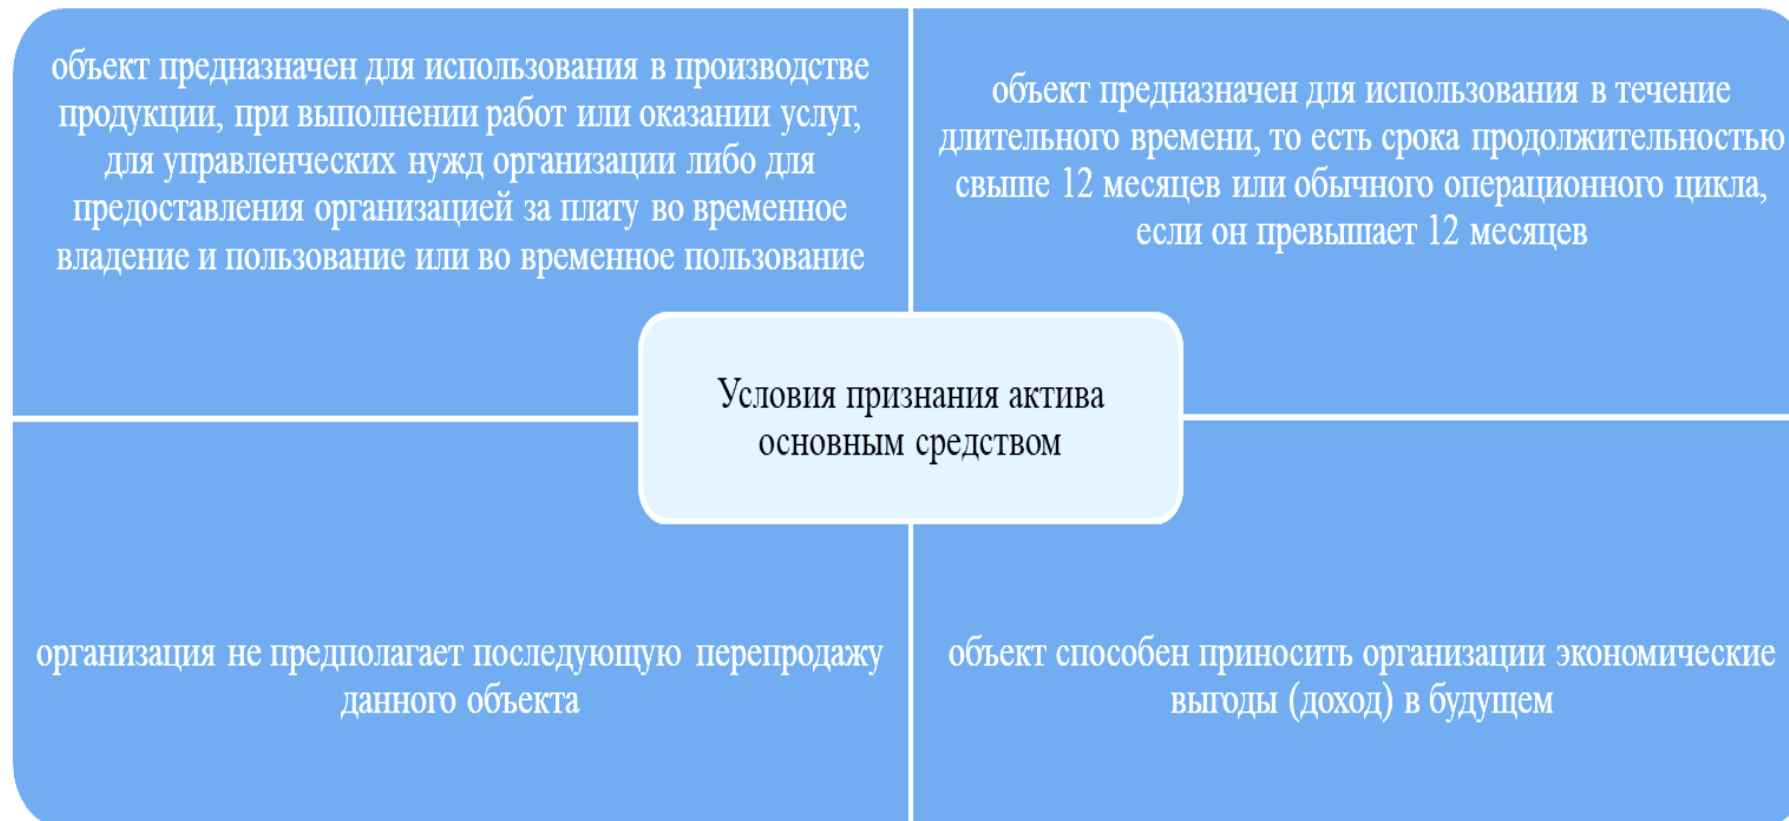 объект предназначен для использования в производстве
продукции, при выполнении работ или оказании услуг,
для управленческих нужд организации либо для
предоставления организацией за плату во временное
владение и пользование или во временное пользование
объект предназначен для использования в течение
длительного времени, то есть срока продолжительностью
свыше 12 месяцев или обычного операционного цикла,
если он превышает 12 месяцев
Условия признания актива
основным средством
организация не предполагает последующую перепродажу
данного объекта
объект способен приносить организации экономические
выгоды (доход) в будущем